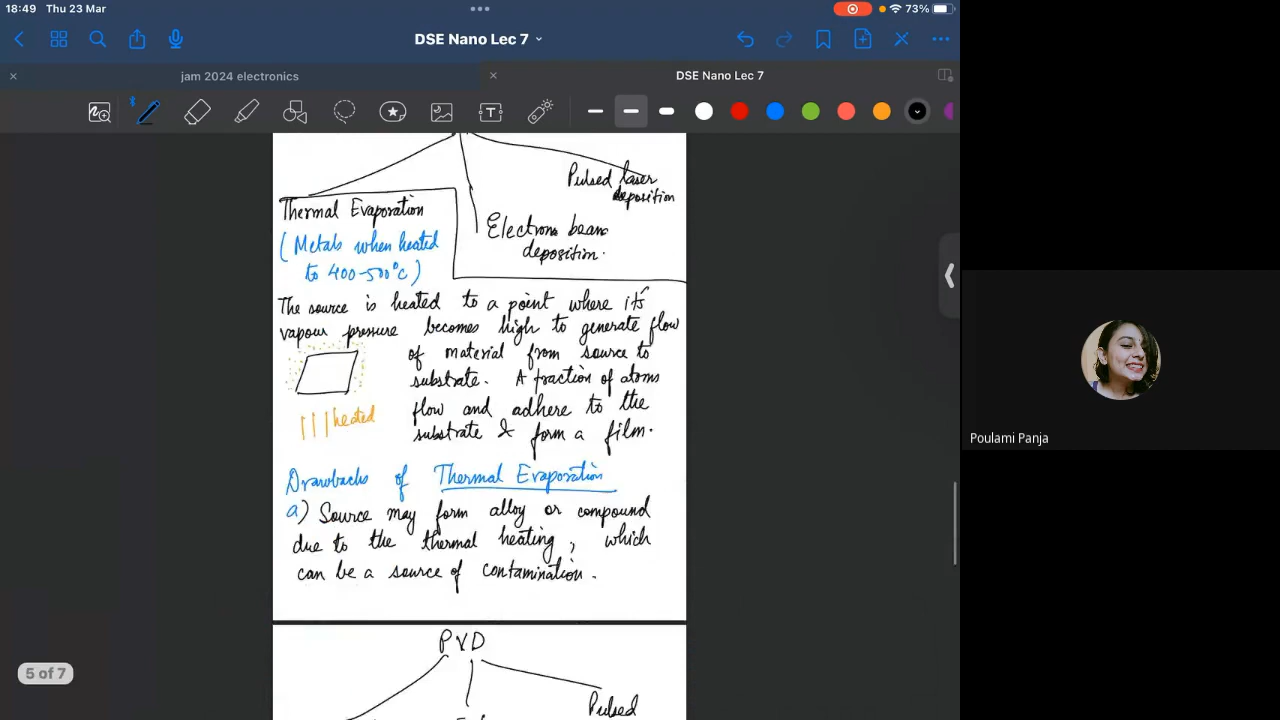 18:49 Thu 23 Mar
73%
DSE Nano Lec 7
jam 2024 electronics
DSE Nano Lec 7
Pulsed laser
deposition
Thermal Evaporation
(Metals when heated
to 400-500°C)
Electron beam
deposition.
The source is heated to a point where its
vapour pressure becomes high to generate flow
of material from source to
substrate. A fraction of atoms
flow and adhere to the
substrate & form a film.
heated
Drawbacks of Thermal Evaporation
a) Source may form alloy or compound
due to the thermal heating, which
can be a source of contamination.
PVD
Pulsed
5 of 7
Poulami Panja